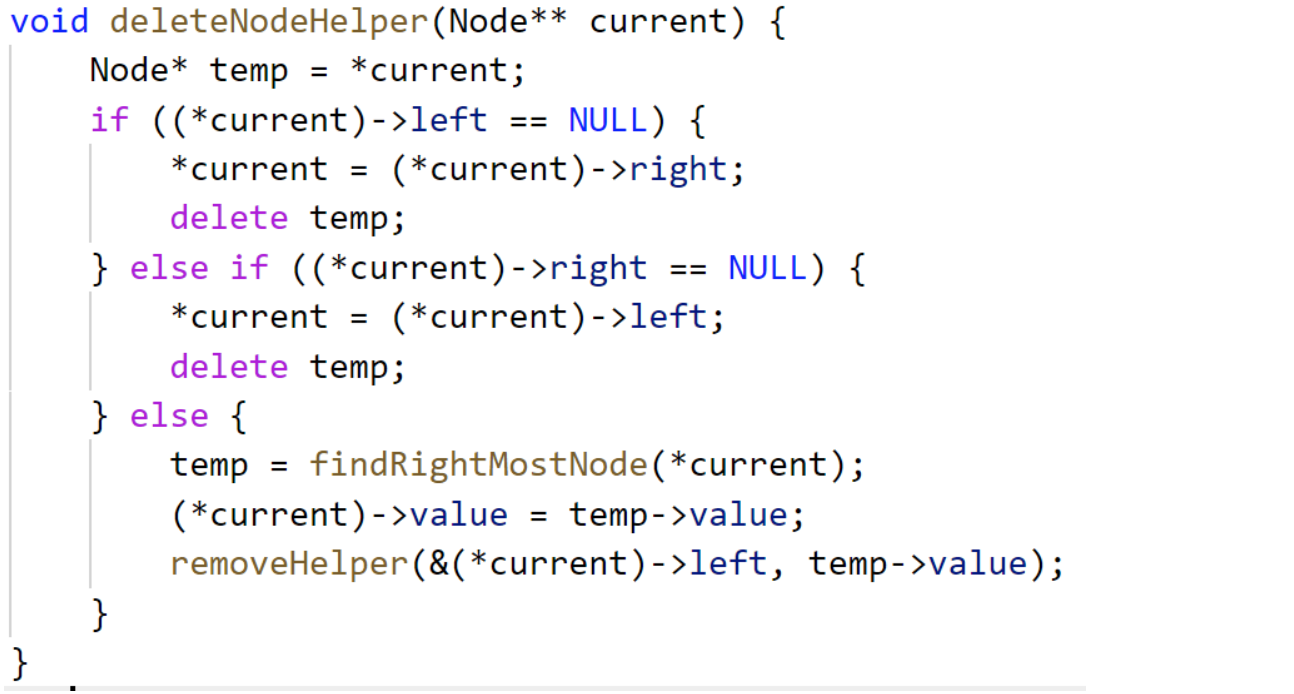 void deleteNodeHelper(Node** current) {
    Node* temp = *current;
    if ((*current)->left == NULL) {
        *current = (*current)->right;
        delete temp;
    } else if ((*current)->right == NULL) {
        *current = (*current)->left;
        delete temp;
    } else {
        temp = findRightMostNode(*current);
        (*current)->value = temp->value;
        removeHelper(&(*current)->left, temp->value);
    }
}